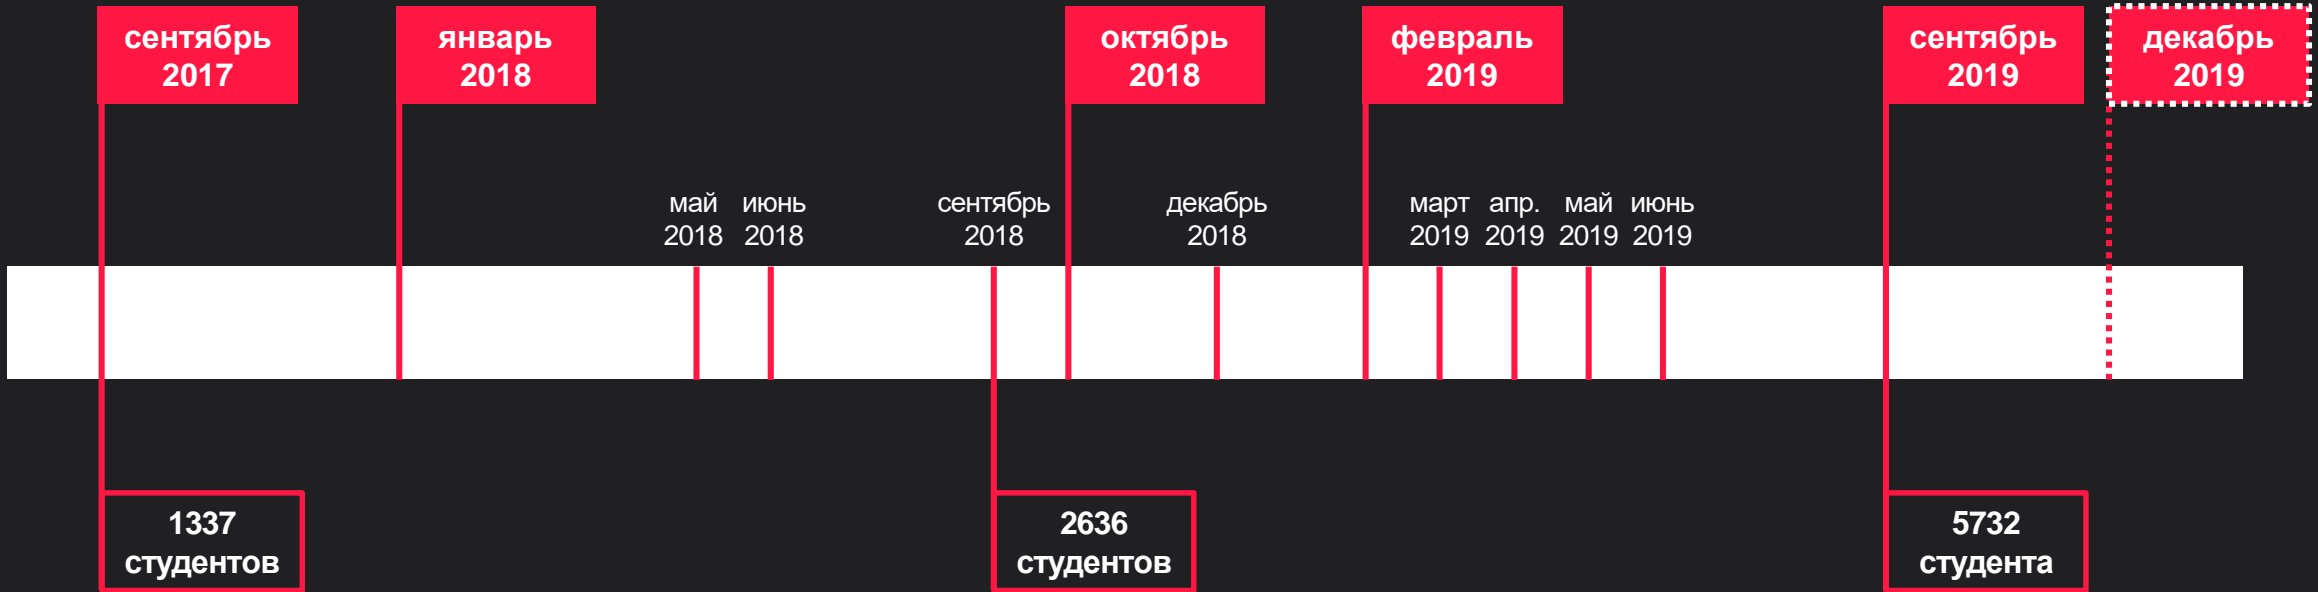 сентябрь
2017
январь
2018
октябрь
2018
февраль
2019
сентябрь
2019
декабрь
2019
май
2018
июнь
2018
сентябрь
2018
декабрь
2018
март
2019
апр.
2019
май
2019
июнь
2019
1337
студентов
2636
студентов
5732
студента